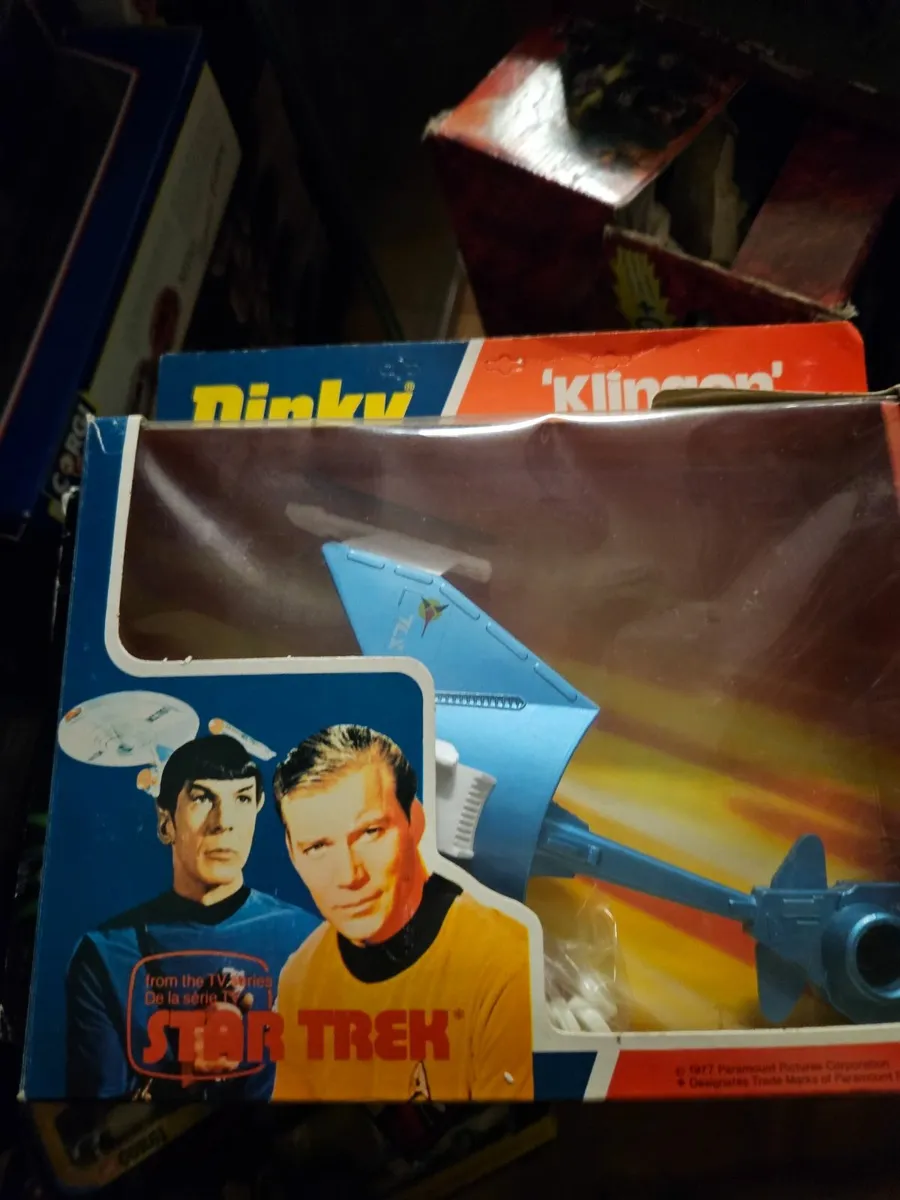 Dinky®
'Klingon'
CORGI
from the TV series
De la série TV
STAR TREK*
© 1977 Paramount Pictures Corporation
* Designates Trade Marks of Paramount